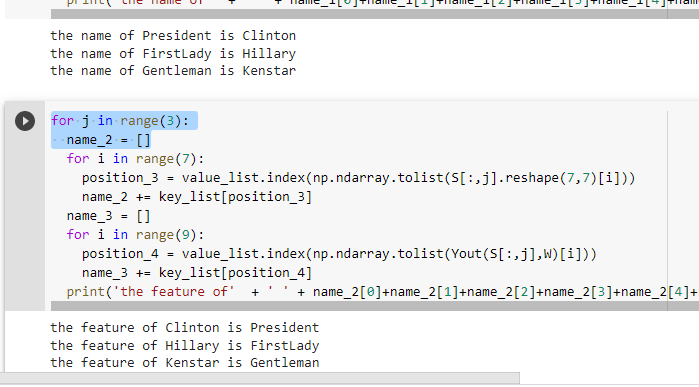 the name of President is Clinton
the name of FirstLady is Hillary
the name of Gentleman is Kenstar
for j in range(3):
  name_2 = []
  for i in range(7):
    position_3 = value_list.index(np.ndarray.tolist(S[:,j].reshape(7,7)[i]))
    name_2 += key_list[position_3]
  name_3 = []
  for i in range(9):
    position_4 = value_list.index(np.ndarray.tolist(Yout(S[:,j],W)[i]))
    name_3 += key_list[position_4]
  print('the feature of'  + ' ' + name_2[0]+name_2[1]+name_2[2]+name_2[3]+name_2[4]+
the feature of Clinton is President
the feature of Hillary is FirstLady
the feature of Kenstar is Gentleman